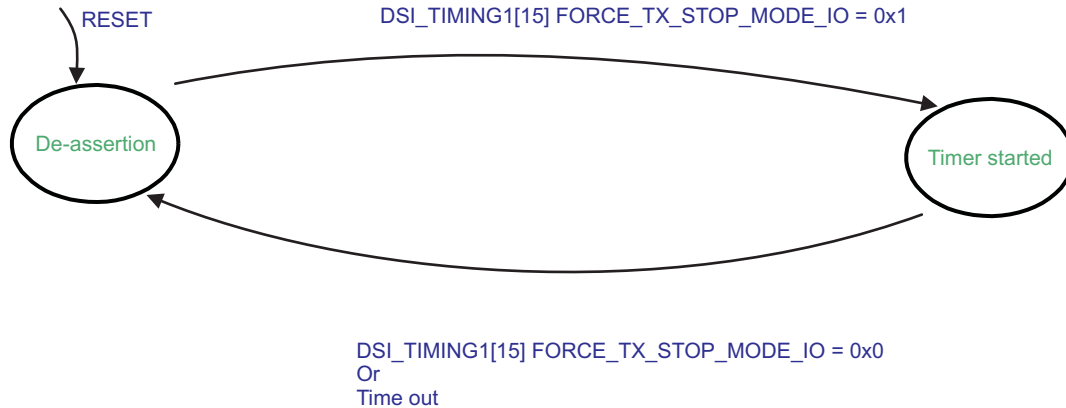 RESET
DSI_TIMING1[15] FORCE_TX_STOP_MODE_IO = 0x1
De-assertion
Timer started
DSI_TIMING1[15] FORCE_TX_STOP_MODE_IO = 0x0
Or
Time out